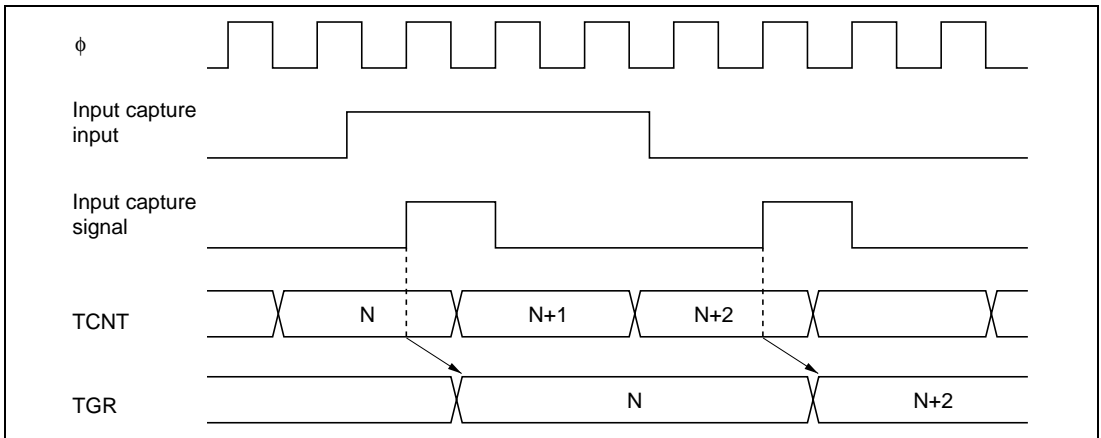 ϕ
Input capture
input
Input capture
signal
TCNT
N
N+1
N+2
TGR
N
N+2